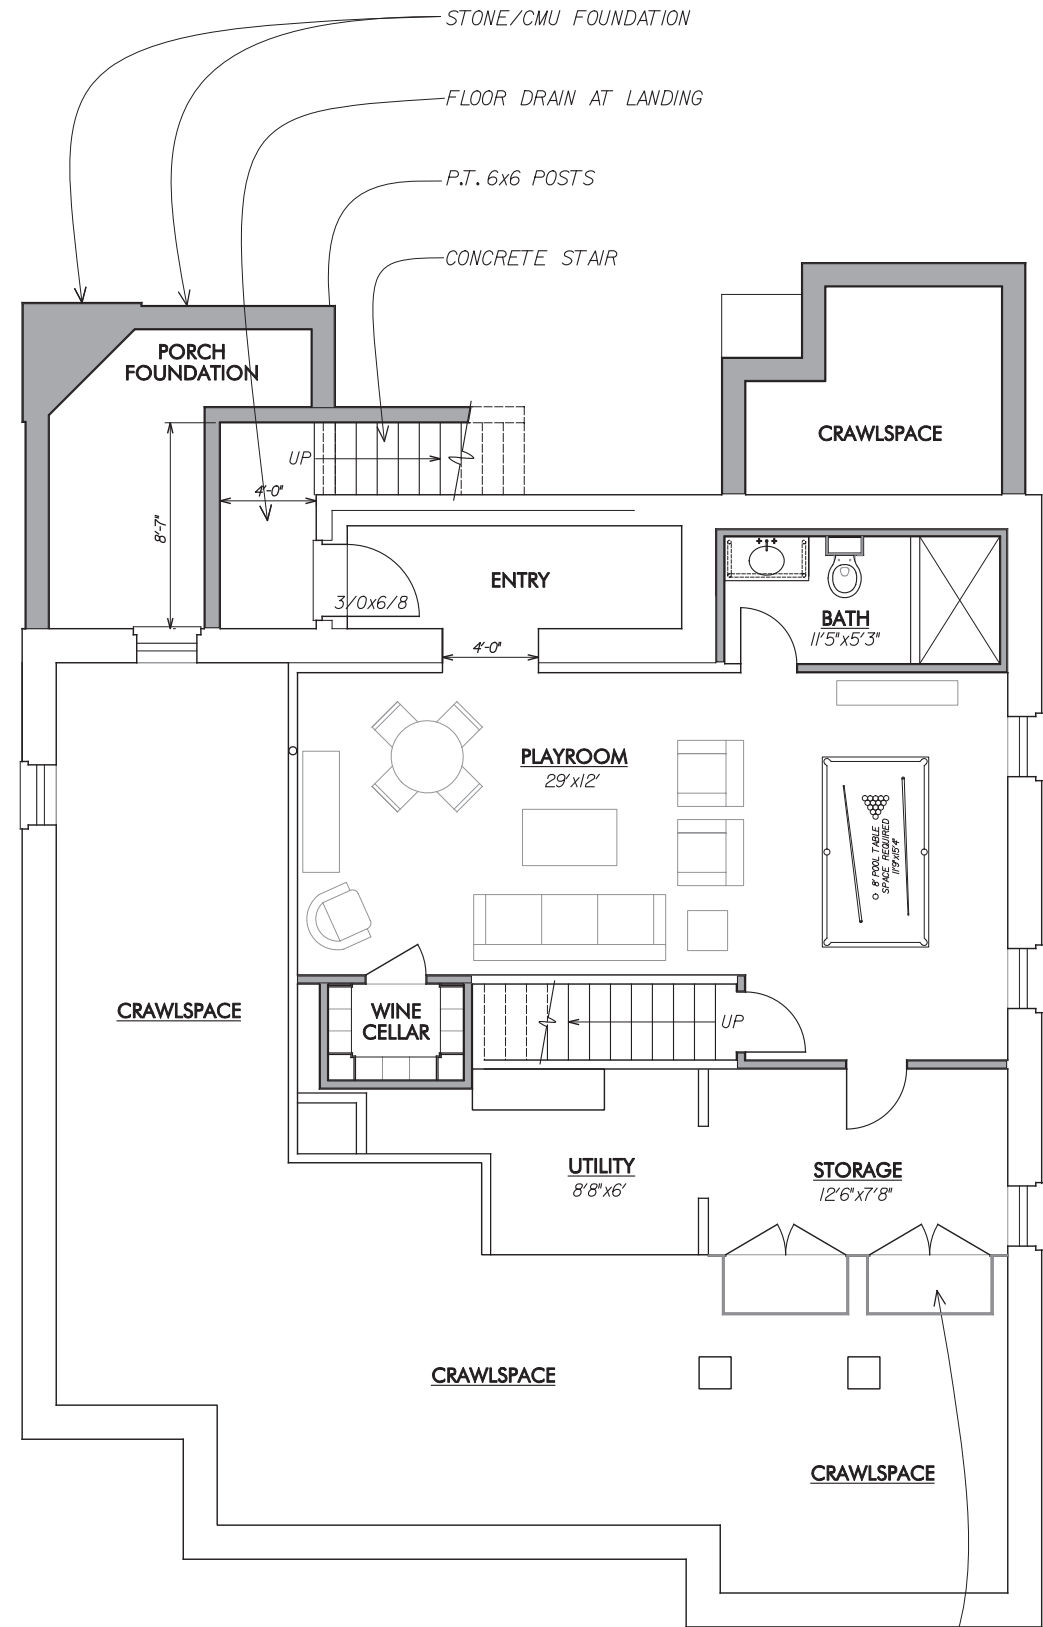 STONE/CMU FOUNDATION
FLOOR DRAIN AT LANDING
P.T. 6x6 POSTS
CONCRETE STAIR
PORCH
FOUNDATION
CRAWLSPACE
UP
4'-0"
8'-7"
ENTRY
3/0x6/8
BATH
11'5"x5'3"
4'-0"
PLAYROOM
29'x12'
8' POOL TABLE
SPACE REQUIRED
11'9"x15'4"
CRAWLSPACE
WINE
CELLAR
UP
UTILITY
8'8"x6'
STORAGE
12'6"x7'8"
CRAWLSPACE
CRAWLSPACE